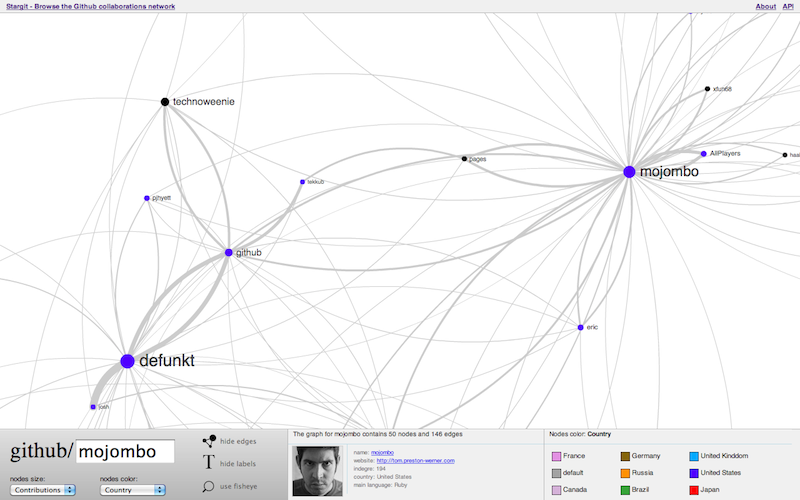 Stargit - Browse the Github collaborations network
About API
xfun68
technoweenie
AllPlayers
pages
mojombo
tekkub
pjhyett
github
eric
defunkt
josh
github/mojombo
hide edges
hide labels
use fisheye
nodes size:
nodes color:
Contributions
Country
The graph for mojombo contains 50 nodes and 146 edges
name: mojombo
website: http://tom.preston-werner.com
indegre: 194
country: United States
main language: Ruby
Nodes color: Country
France
Germany
United Kingdom
default
Russia
United States
Canada
Brazil
Japan